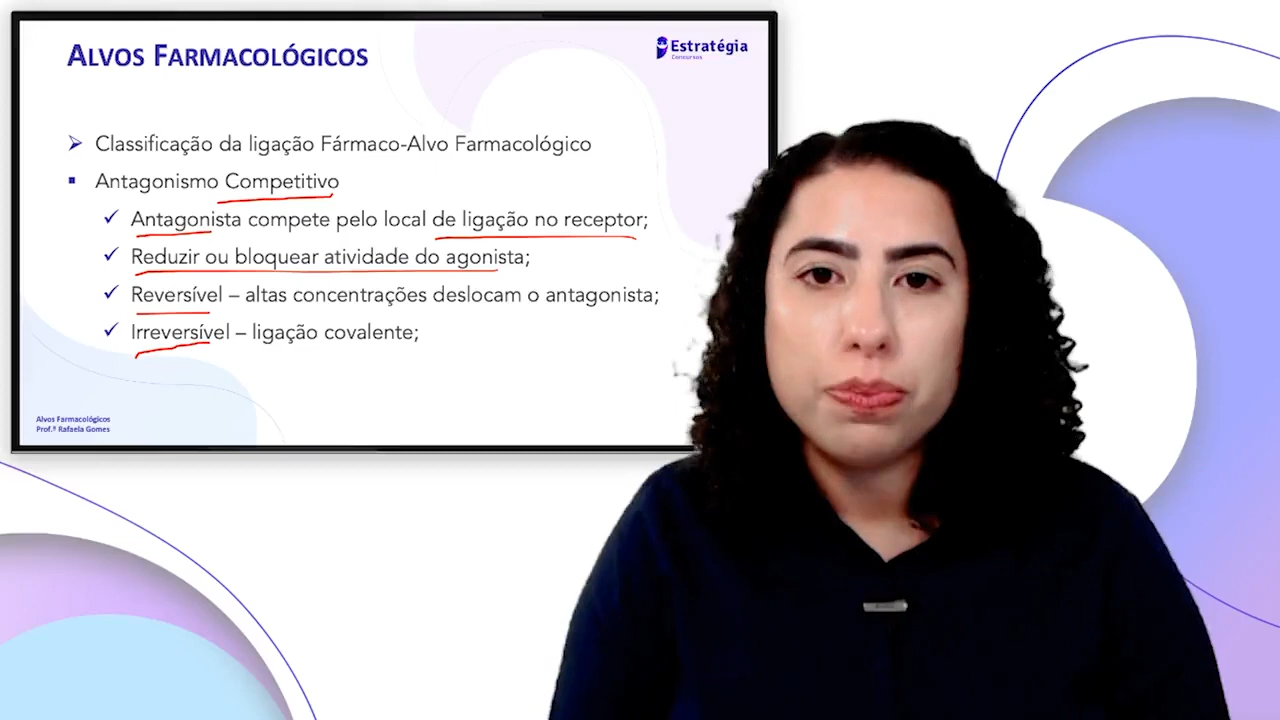 ALVOS FARMACOLÓGICOS
Estratégia
Concursos
Classificação da ligação Fármaco-Alvo Farmacológico
Antagonismo Competitivo
Antagonista compete pelo local de ligação no receptor;
Reduzir ou bloquear atividade do agonista;
Reversível – altas concentrações deslocam o antagonista;
Irreversível – ligação covalente;
Alvos Farmacológicos
Prof.ª Rafaela Gomes